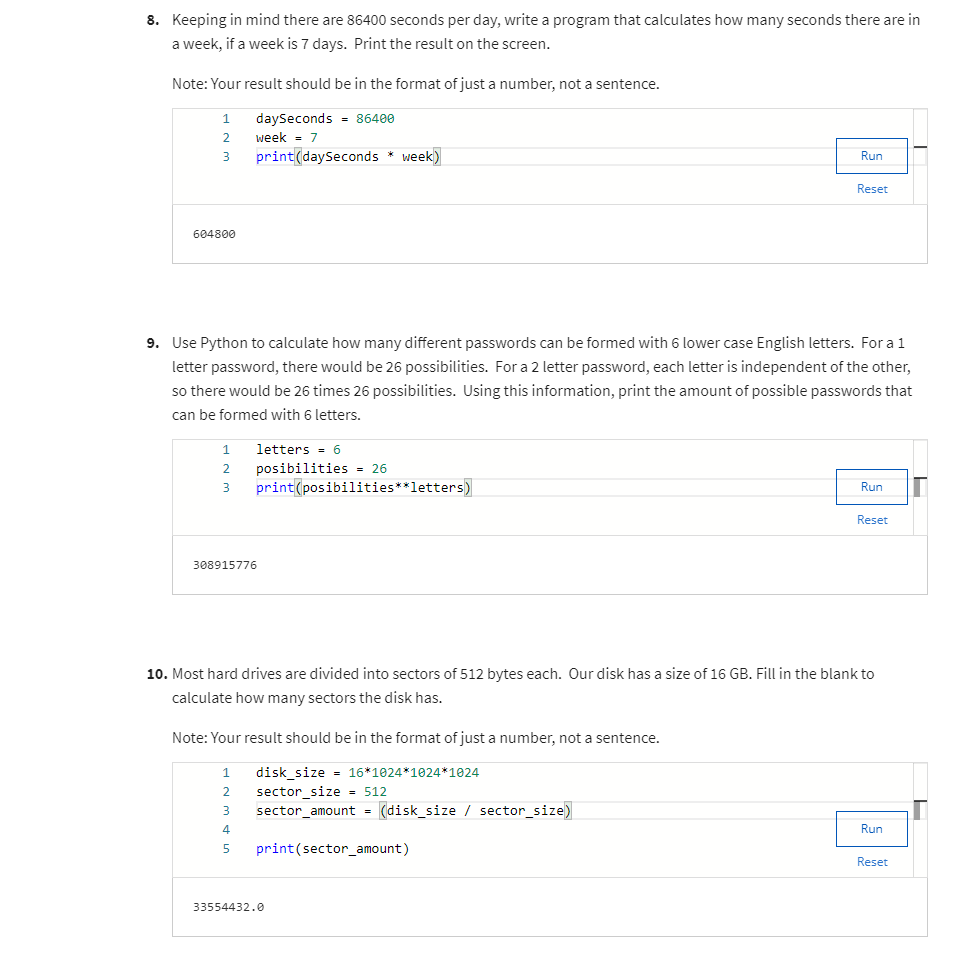 8. Keeping in mind there are 86400 seconds per day, write a program that calculates how many seconds there are in
a week, if a week is 7 days. Print the result on the screen.
Note: Your result should be in the format of just a number, not a sentence.
1 daySeconds = 86400
2 week = 7
3 print(daySeconds * week)
Run
Reset
604800
9. Use Python to calculate how many different passwords can be formed with 6 lower case English letters. For a 1
letter password, there would be 26 possibilities. For a 2 letter password, each letter is independent of the other,
so there would be 26 times 26 possibilities. Using this information, print the amount of possible passwords that
can be formed with 6 letters.
1 letters = 6
2 posibilities = 26
3 print(posibilities**letters)
Run
Reset
308915776
10. Most hard drives are divided into sectors of 512 bytes each. Our disk has a size of 16 GB. Fill in the blank to
calculate how many sectors the disk has.
Note: Your result should be in the format of just a number, not a sentence.
1 disk_size = 16*1024*1024*1024
2 sector_size = 512
3 sector_amount = (disk_size / sector_size)
4
5 print(sector_amount)
Run
Reset
33554432.0